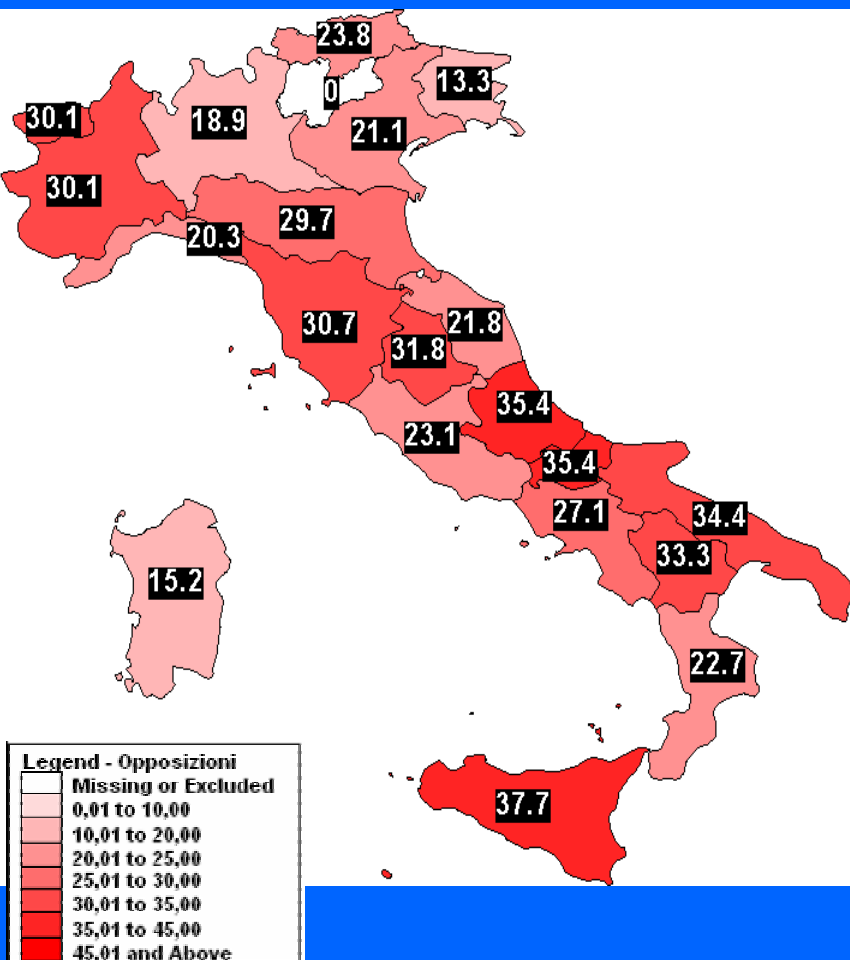 23.8
13.3
0
30.1
18.9
21.1
30.1
29.7
20.3
30.7
21.8
31.8
35.4
23.1
35.4
27.1
34.4
33.3
15.2
22.7
37.7
Legend - Opposizioni
Missing or Excluded
0,01 to 10,00
10,01 to 20,00
20,01 to 25,00
25,01 to 30,00
30,01 to 35,00
35,01 to 45,00
45,01 and Above